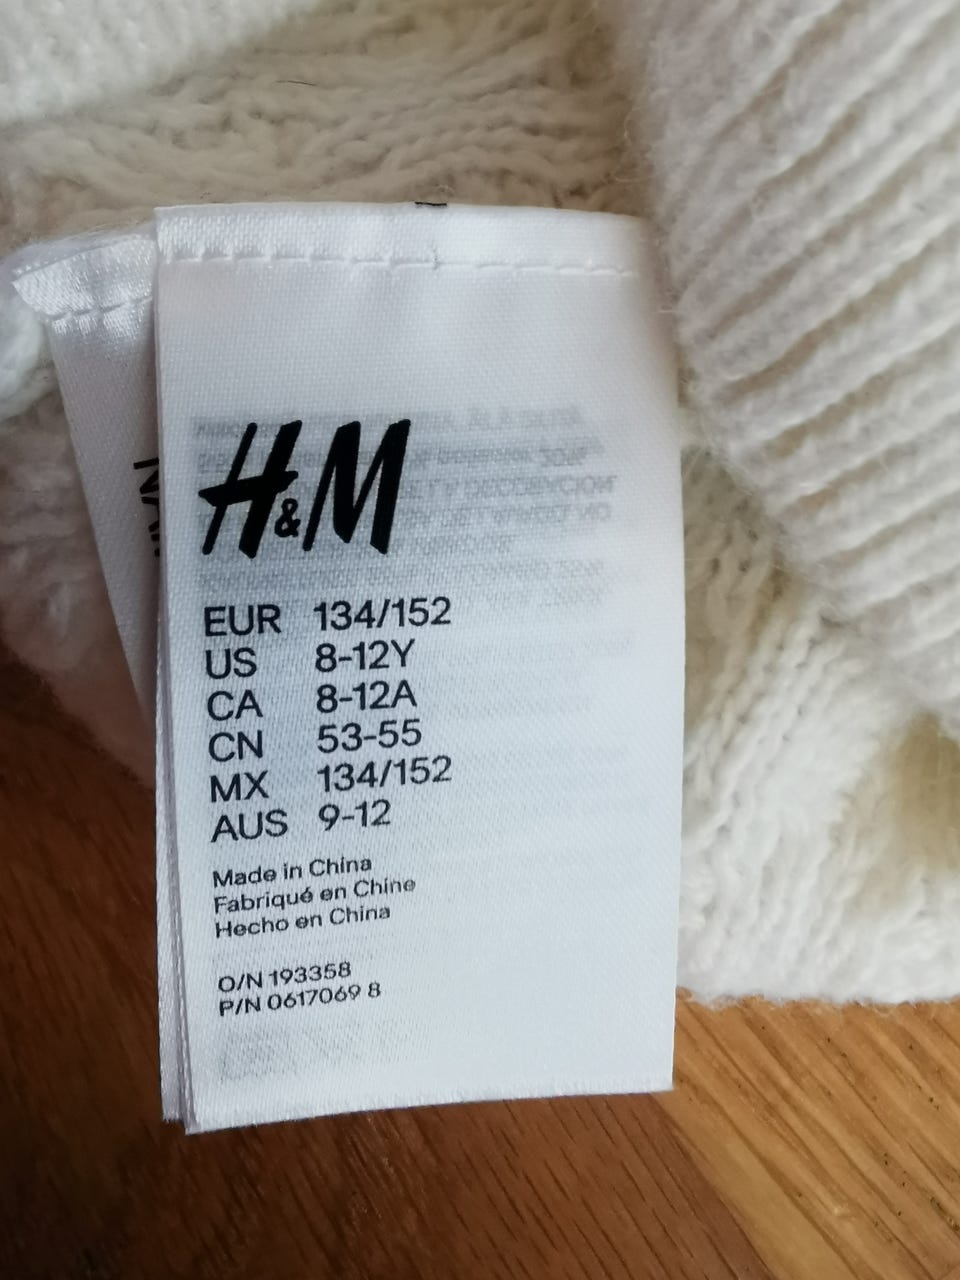 H&M
EUR 134/152
US 8-12Y
CA 8-12A
CN 53-55
MX 134/152
AUS 9-12
Made in China
Fabriqué en Chine
Hecho en China
O/N 193358
P/N 0617069 8